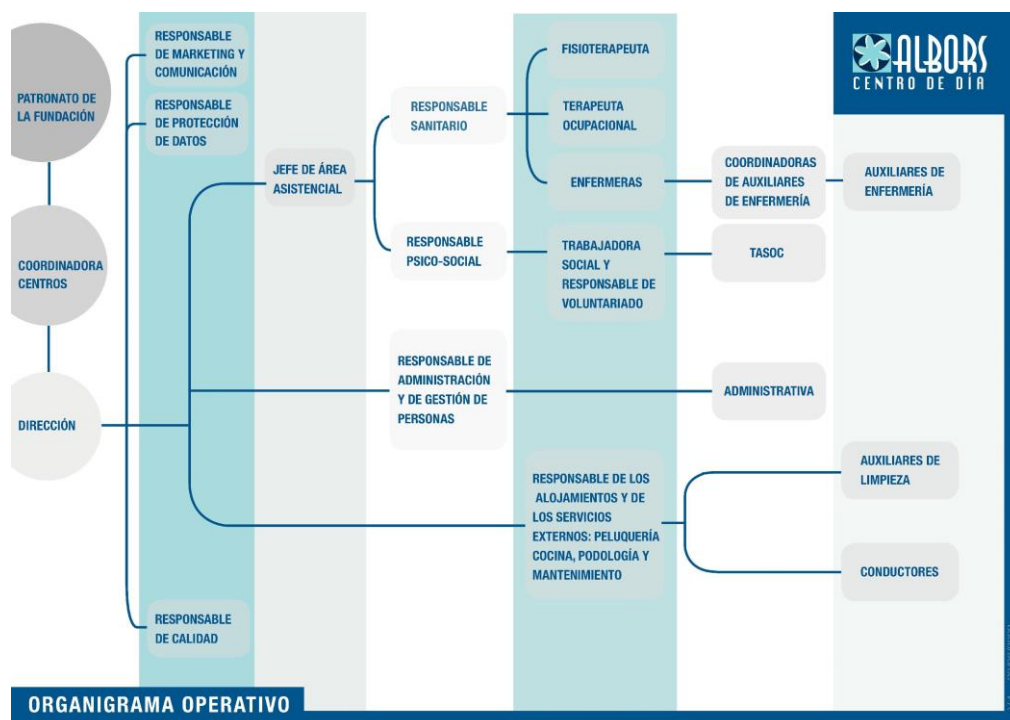 PATRONATO DE
LA FUNDACIÓN
COORDINADORA
CENTROS
DIRECCIÓN
RESPONSABLE
DE MARKETING Y
COMUNICACIÓN
RESPONSABLE
DE PROTECCIÓN
DE DATOS
RESPONSABLE
DE CALIDAD
JEFE DE ÁREA
ASISTENCIAL
RESPONSABLE
SANITARIO
RESPONSABLE
PSICO-SOCIAL
RESPONSABLE DE
ADMINISTRACIÓN
Y DE GESTIÓN DE
PERSONAS
FISIOTERAPEUTA
TERAPEUTA
OCUPACIONAL
ENFERMERAS
TRABAJADORA
SOCIAL Y
RESPONSABLE DE
VOLUNTARIADO
RESPONSABLE DE LOS
ALOJAMIENTOS Y DE
LOS SERVICIOS
EXTERNOS: PELUQUERÍA
COCINA, PODOLOGÍA Y
MANTENIMIENTO
COORDINADORAS
DE AUXILIARES
DE ENFERMERÍA
TASOC
ADMINISTRATIVA
ALBORS
CENTRO DE DÍA
AUXILIARES DE
ENFERMERÍA
AUXILIARES DE
LIMPIEZA
CONDUCTORES
ORGANIGRAMA OPERATIVO